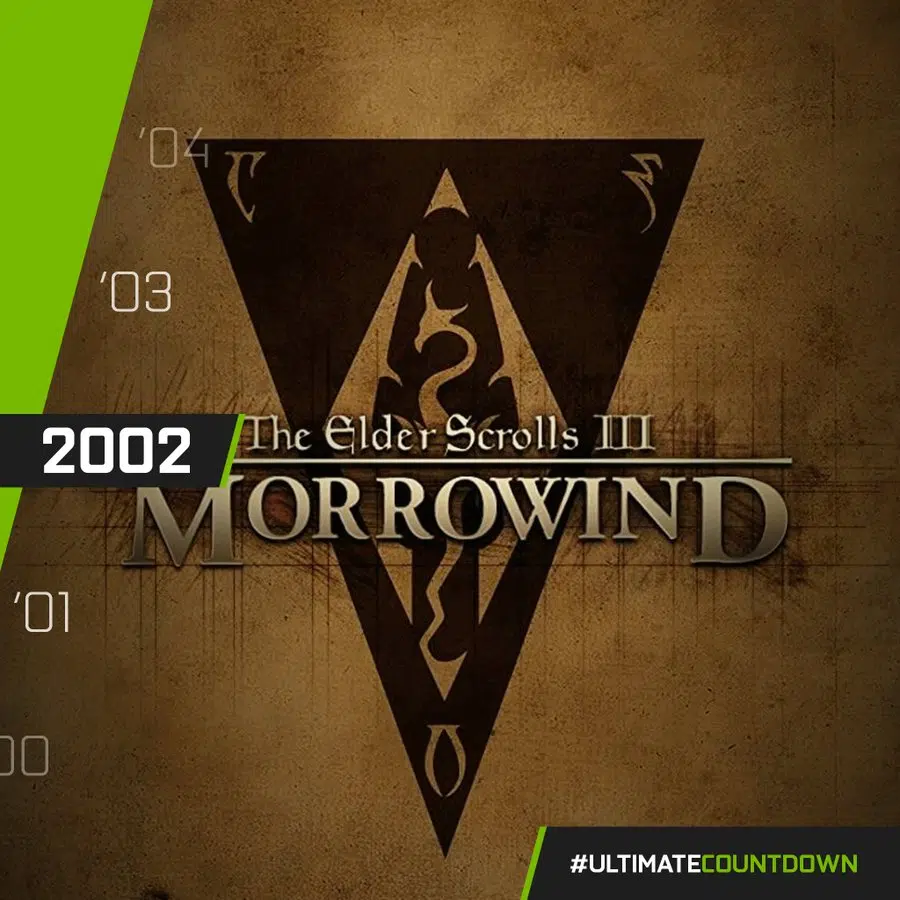 '04
'03
2002
The Elder Scrolls III
MORROWIND
'01
00
#ULTIMATECOUNTDOWN